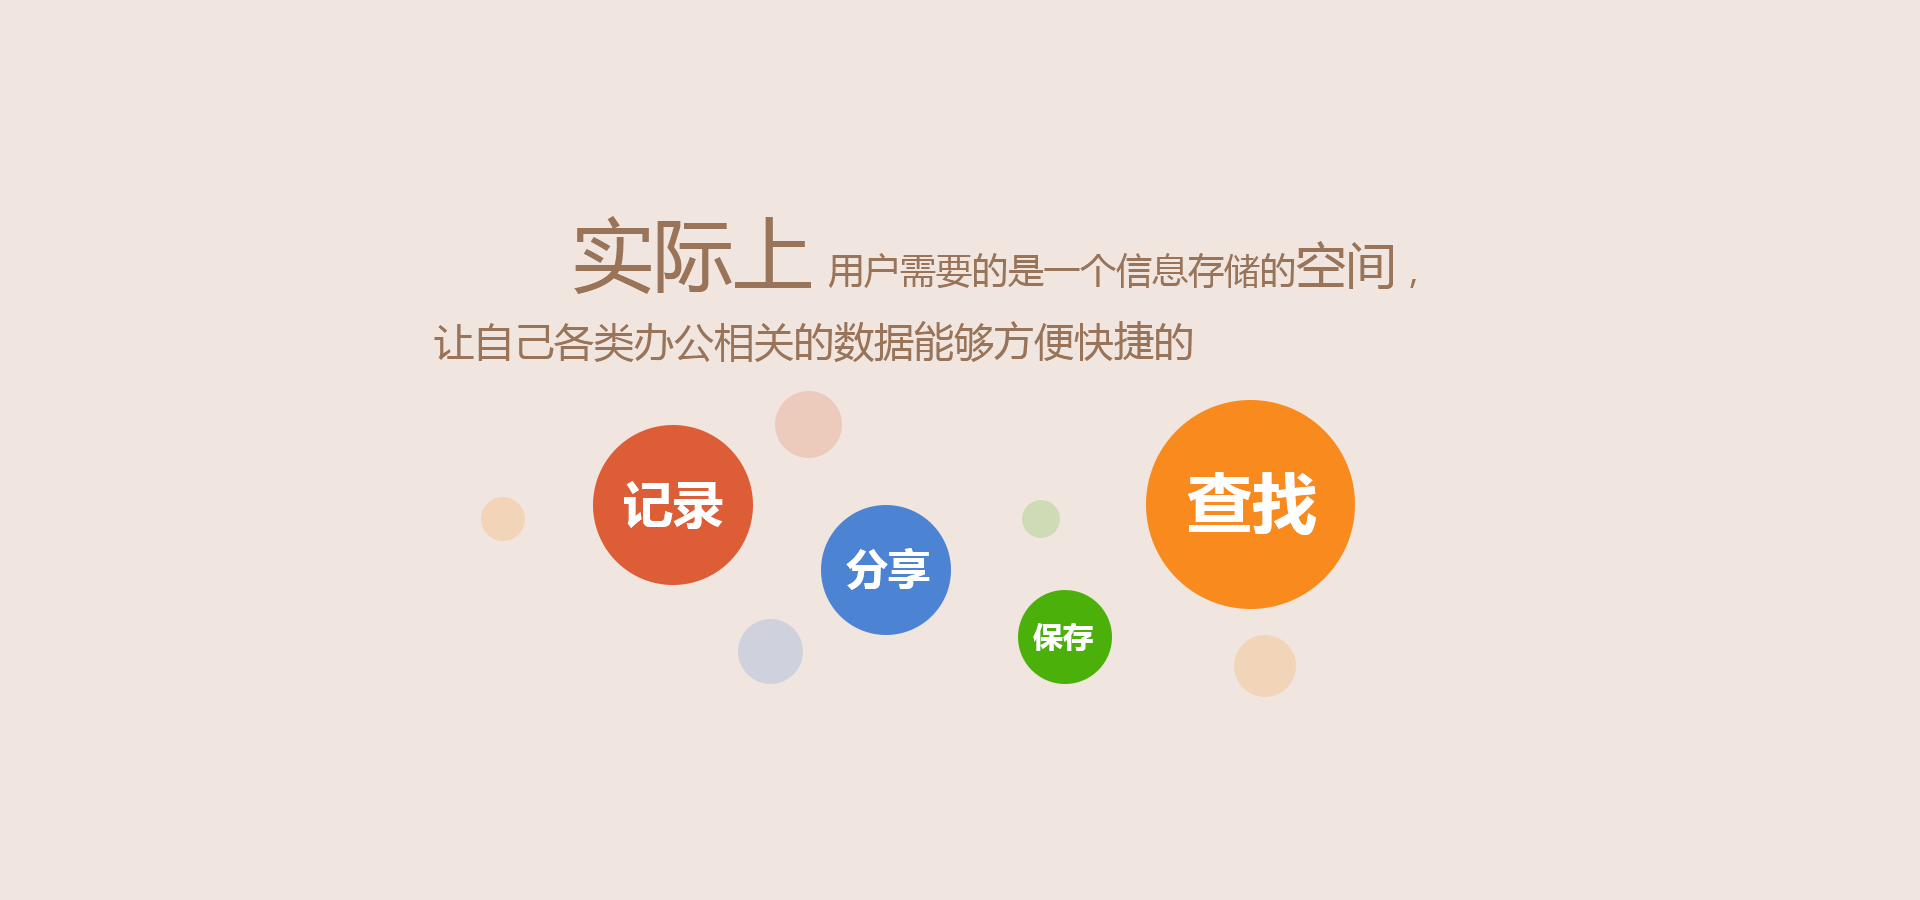 实际上 用户需要的是一个信息存储的空间，
让自己各类办公相关的数据能够方便快捷的
记录
分享
保存
查找